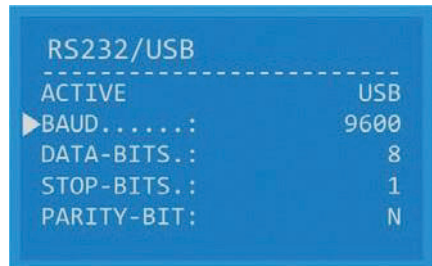 RS232/USB
--------------------------
ACTIVE USB
BAUD......: 9600
DATA-BITS.: 8
STOP-BITS.: 1
PARITY-BIT: N